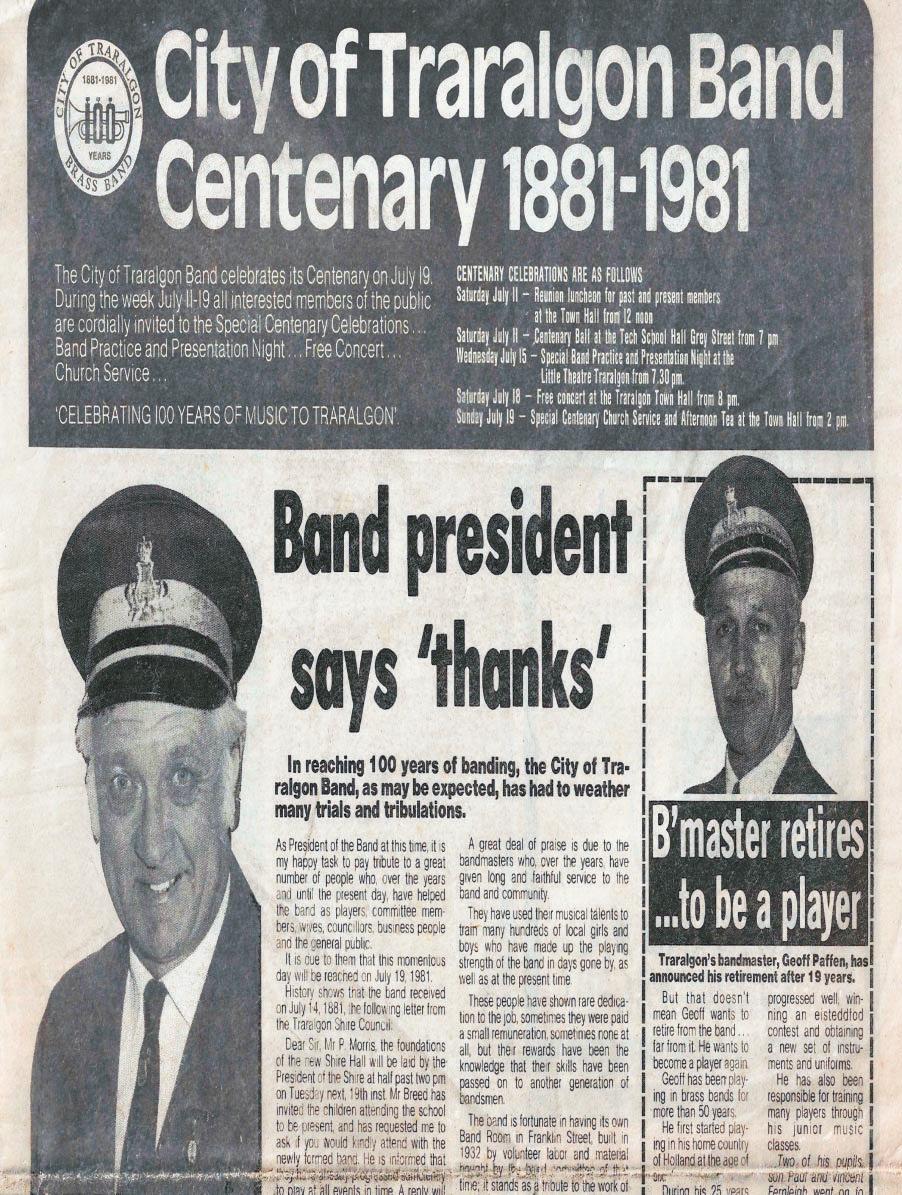 CITY OF TRARALGON
1881-1981
100
YEARS
BRASS BAND
City of Traralgon Band
Centenary 1881-1981
The City of Traralgon Band celebrates its Centenary on July 19.
During the week July 11-19 all interested members of the public
are cordially invited to the Special Centenary Celebrations ...
Band Practice and Presentation Night ... Free Concert ...
Church Service ...
'CELEBRATING 100 YEARS OF MUSIC TO TRARALGON'
CENTENARY CELEBRATIONS ARE AS FOLLOWS
Saturday July 11 – Reunion luncheon for past and present members
at the Town Hall from 12 noon
Saturday July 11 – Centenary Ball at the Tech School Hall Grey Street from 7 pm
Wednesday July 15 – Special Band Practice and Presentation Night at the
Little Theatre Traralgon from 7.30 pm.
Saturday July 18 – Free concert at the Traralgon Town Hall from 8 pm.
Sunday July 19 – Special Centenary Church Service and Afternoon Tea at the Town Hall from 2 pm.
Band president
says 'thanks'
In reaching 100 years of banding, the City of Tra-
ralgon Band, as may be expected, has had to weather
many trials and tribulations.
As President of the Band at this time, it is
my happy task to pay tribute to a great
number of people who, over the years
and until the present day, have helped
the band as players, committee mem-
bers, wives, councillors, business people
and the general public.
It is due to them that this momentous
day will be reached on July 19, 1981.
History shows that the band received
on July 14, 1881, the following letter from
the Traralgon Shire Council:
Dear Sir, Mr P. Morris, the foundations
of the new Shire Hall will be laid by the
President of the Shire at half past two pm
on Tuesday next, 19th inst. Mr Breed has
invited the children attending the school
to be present, and has requested me to
ask if you would kindly attend with the
newly formed band. He is informed that
to play at all events in time. A reply will
A great deal of praise is due to the
bandmasters who, over the years, have
given long and faithful service to the
band and community.
They have used their musical talents to
train many hundreds of local girls and
boys who have made up the playing
strength of the band in days gone by, as
well as at the present time.
These people have shown rare dedica-
tion to the job, sometimes they were paid
a small remuneration, sometimes none at
all, but their rewards have been the
knowledge that their skills have been
passed on to another generation of
bandsmen.
The band is fortunate in having its own
Band Room in Franklin Street, built in
1932 by volunteer labor and material
bought by the band committee of the
time; it stands as a tribute to the work of
B'master retires
...to be a player
Traralgon's bandmaster, Geoff Paffen, has
announced his retirement after 19 years.
But that doesn't
mean Geoff wants to
retire from the band ...
far from it. He wants to
become a player again.
Geoff has been play-
ing in brass bands for
more than 50 years.
He first started play-
ing in his home country
of Holland at the age of
six.
During his 25 years
progressed well, win-
ning an eisteddfod
contest and obtaining
a new set of instru-
ments and uniforms.
He has also been
responsible for training
many players through
his junior music
classes.
Two of his pupils,
son Paul and Vincent
Fernleigh went to